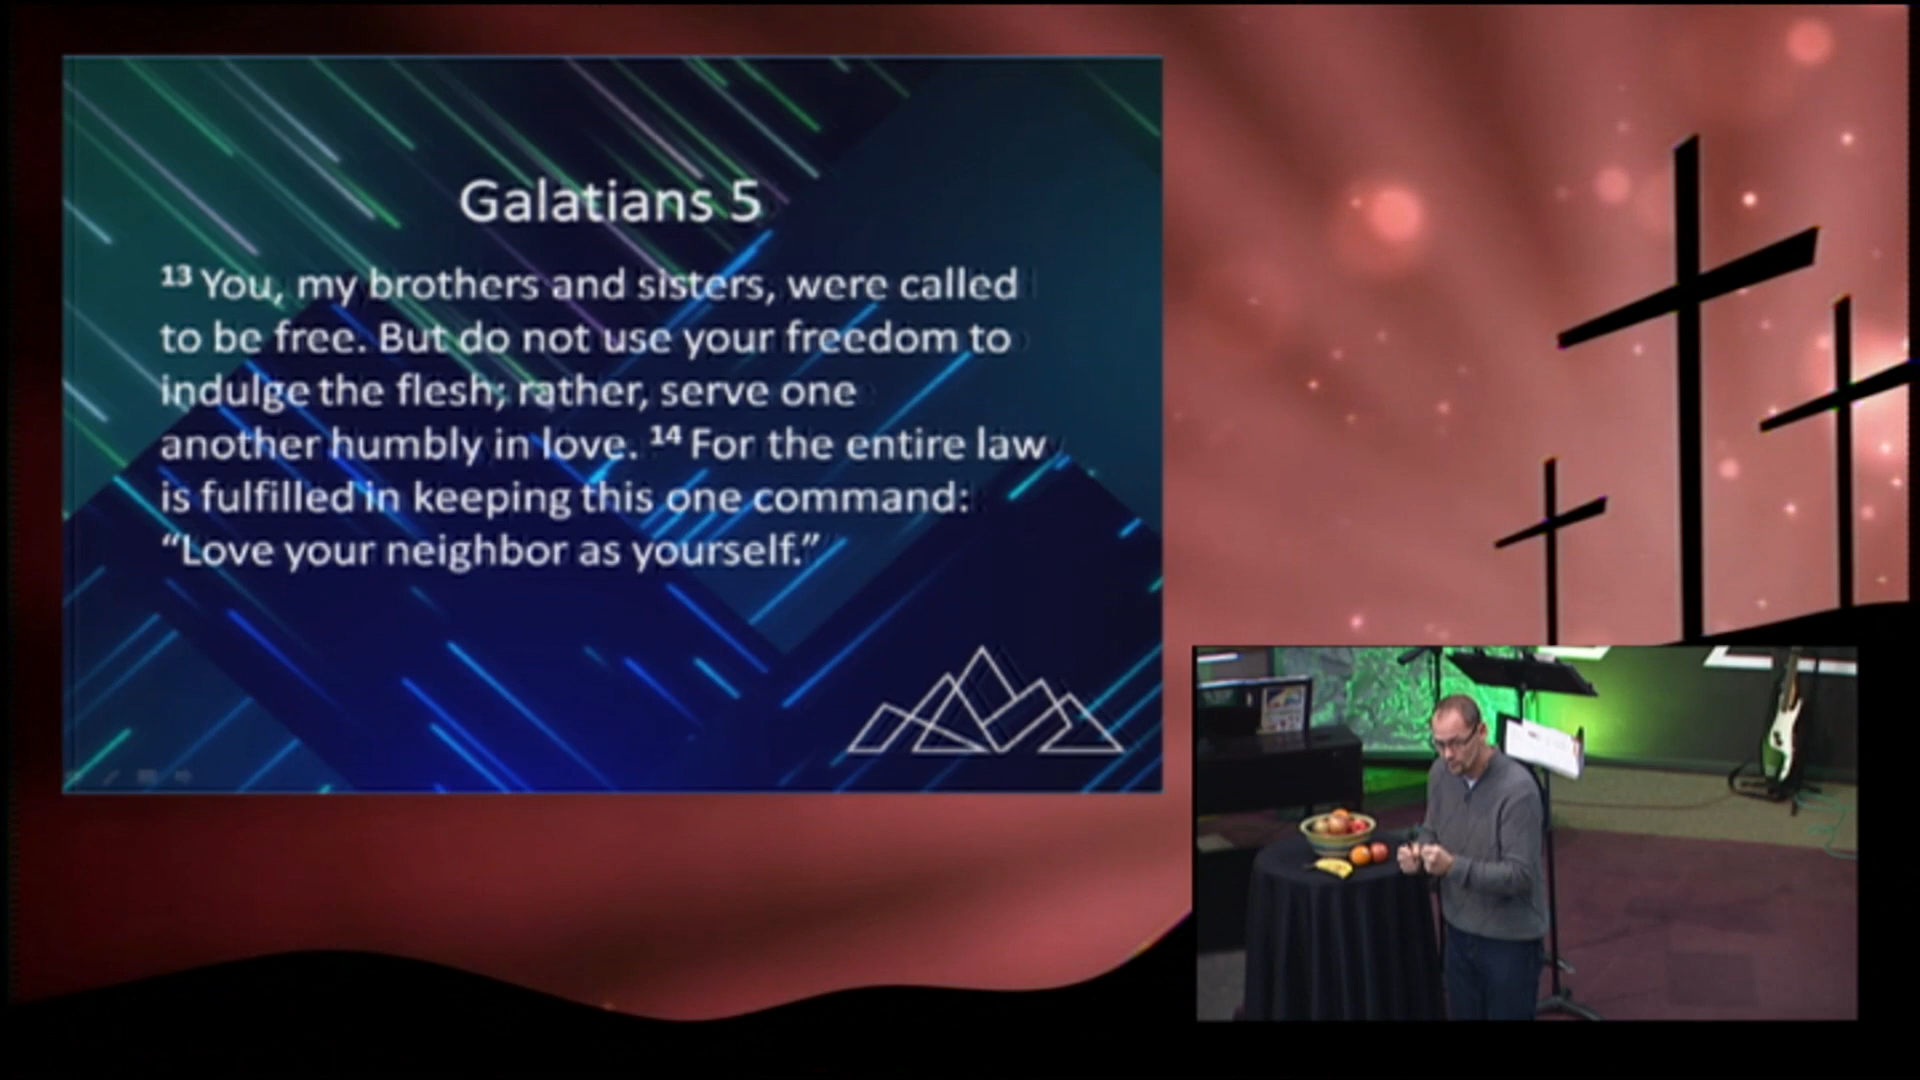 Galatians 5
13 You, my brothers and sisters, were called
to be free. But do not use your freedom to
indulge the flesh; rather, serve one
another humbly in love. 14 For the entire law
is fulfilled in keeping this one command:
“Love your neighbor as yourself.”